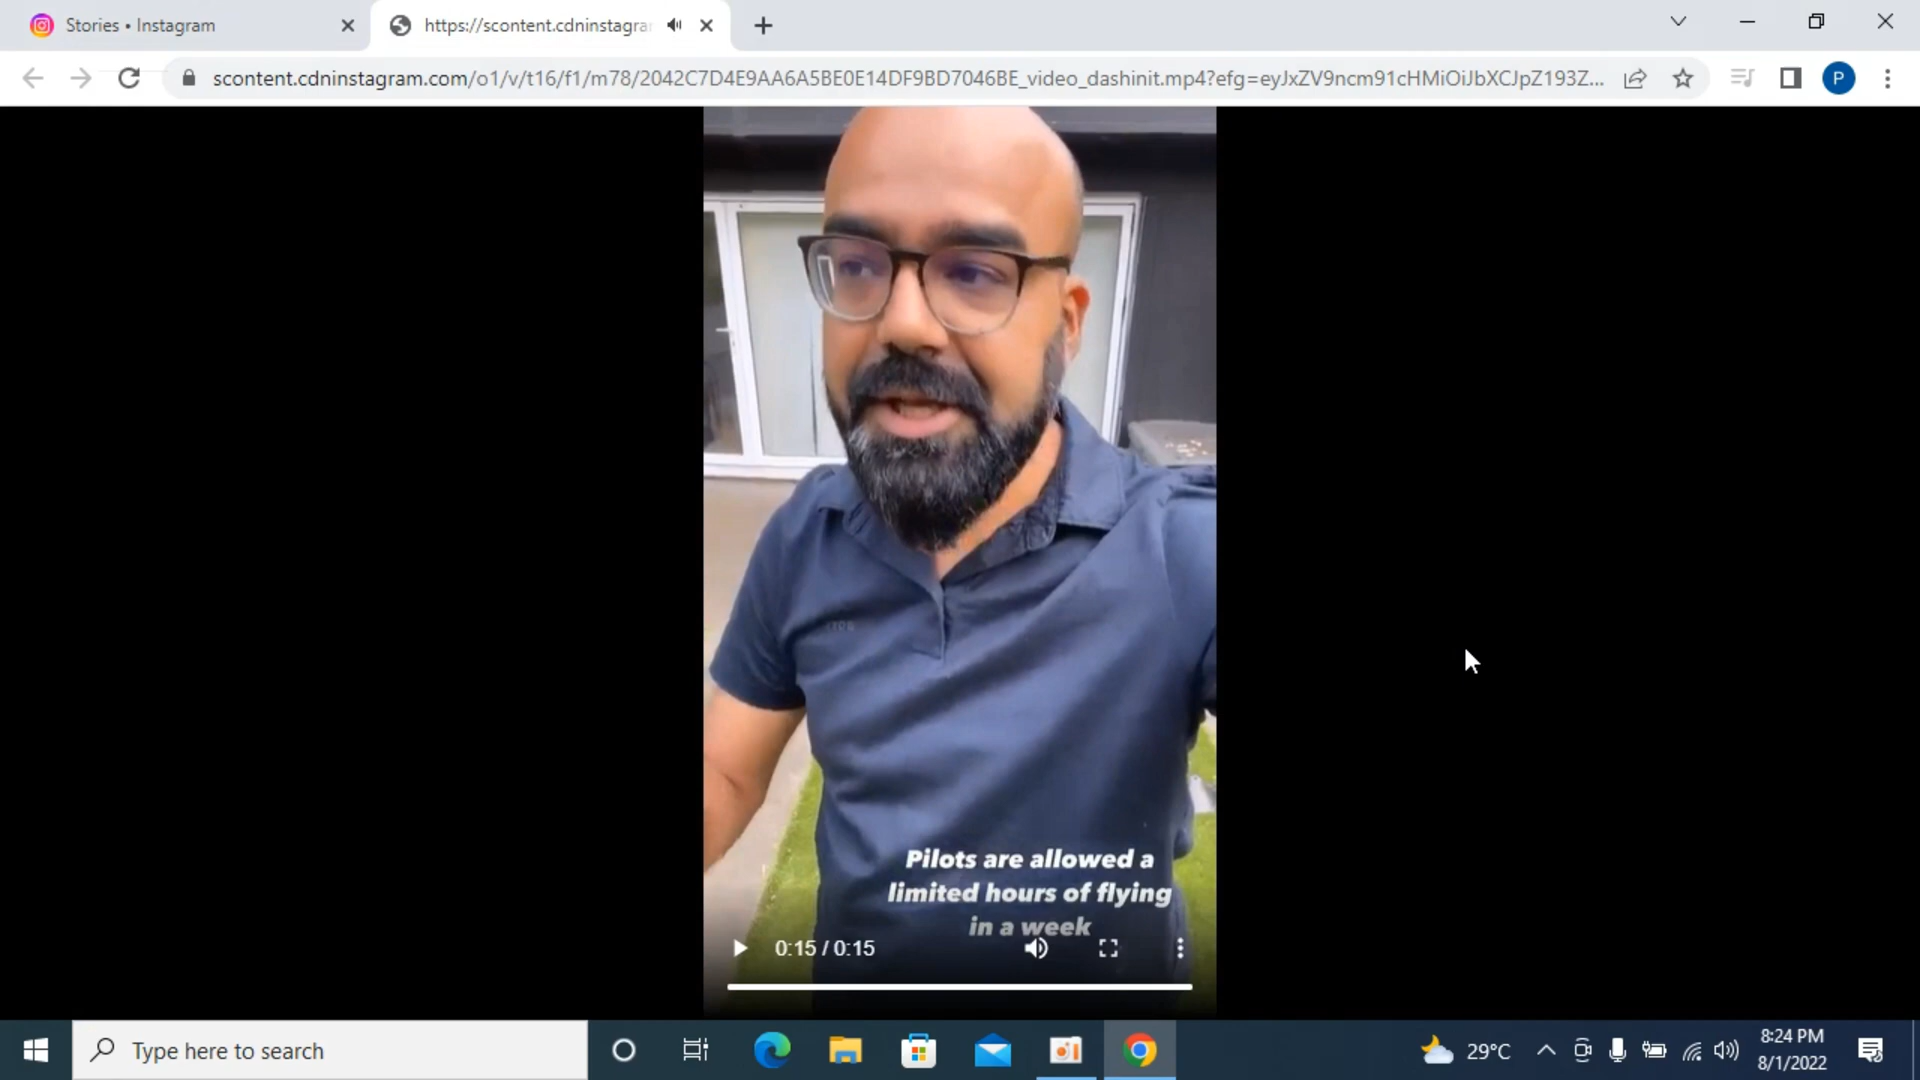 Stories • Instagram
https://scontent.cdninstagrar
scontent.cdninstagram.com/o1/v/t16/f1/m78/2042C7D4E9AA6A5BE0E14DF9BD7046BE_video_dashinit.mp4?efg=eyJxZV9ncm91cHMiOiJbXCJpZ193Z...
P
Pilots are allowed a
limited hours of flying
in a week
0:15 / 0:15
Type here to search
29°C
8:24 PM
8/1/2022